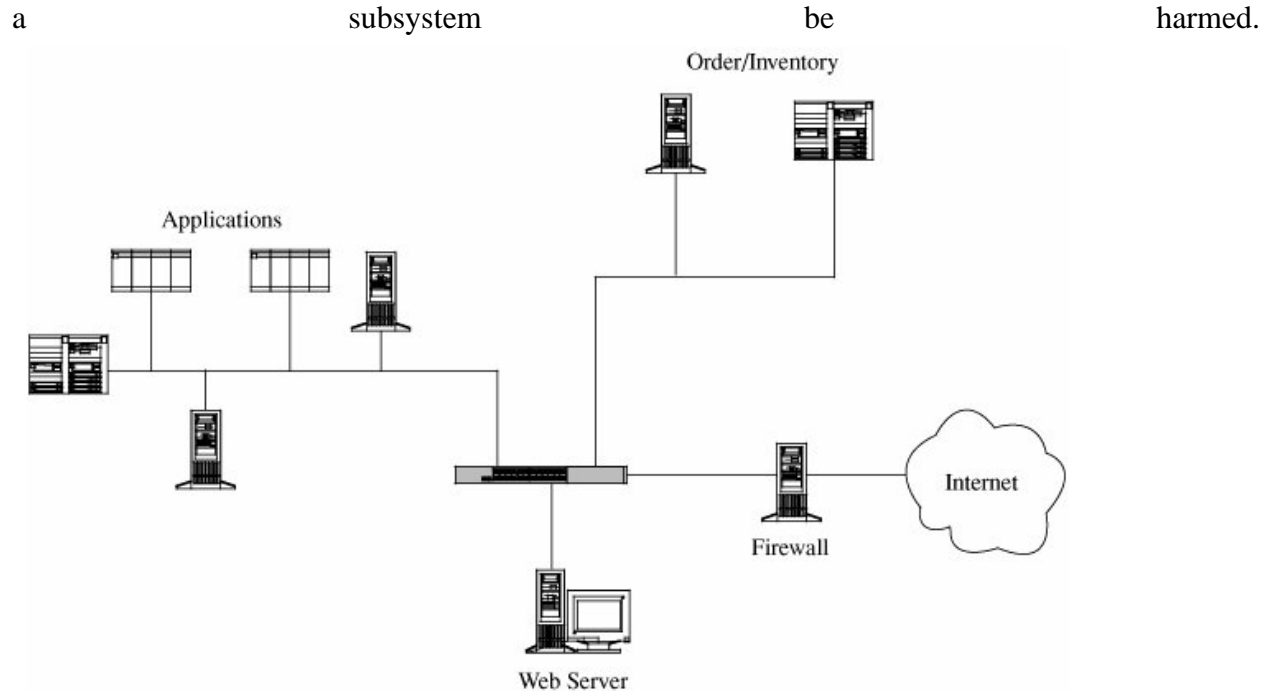 a subsystem be harmed.
Order/Inventory
Applications
Internet
Firewall
Web Server